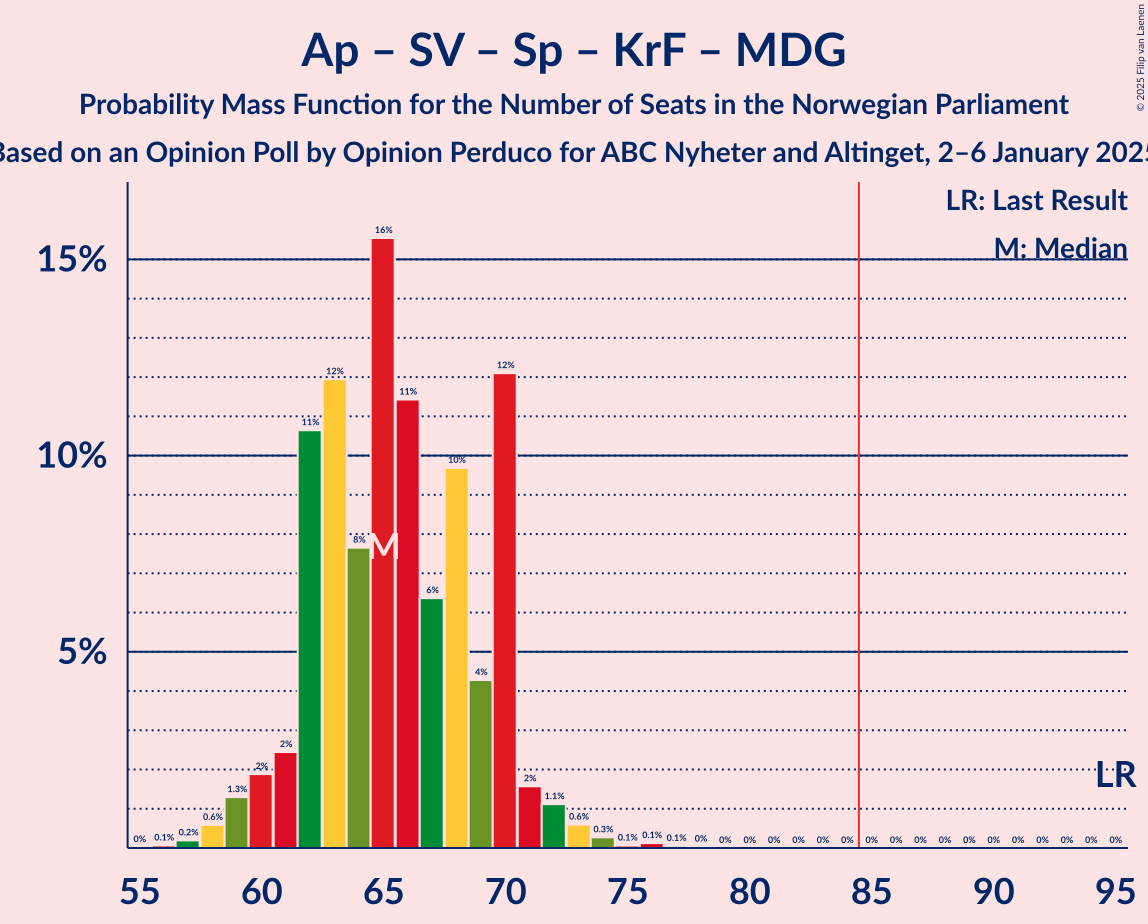 Ap – SV – Sp – KrF – MDG
Probability Mass Function for the Number of Seats in the Norwegian Parliament
Based on an Opinion Poll by Opinion Perduco for ABC Nyheter and Altinget, 2–6 January 2025
© 2025 Filip van Laenen
LR: Last Result
M: Median
15%
10%
5%
0% 0.1% 0.2% 0.6% 1.3% 2% 2% 11% 12% 8% 16% 11% 6% 10% 4% 12% 2% 1.1% 0.6% 0.3% 0.1% 0.1% 0.1% 0% 0% 0% 0% 0% 0% 0% 0% 0% 0% 0% 0% 0% 0% 0% 0% 0% 0%
M
LR
55 60 65 70 75 80 85 90 95